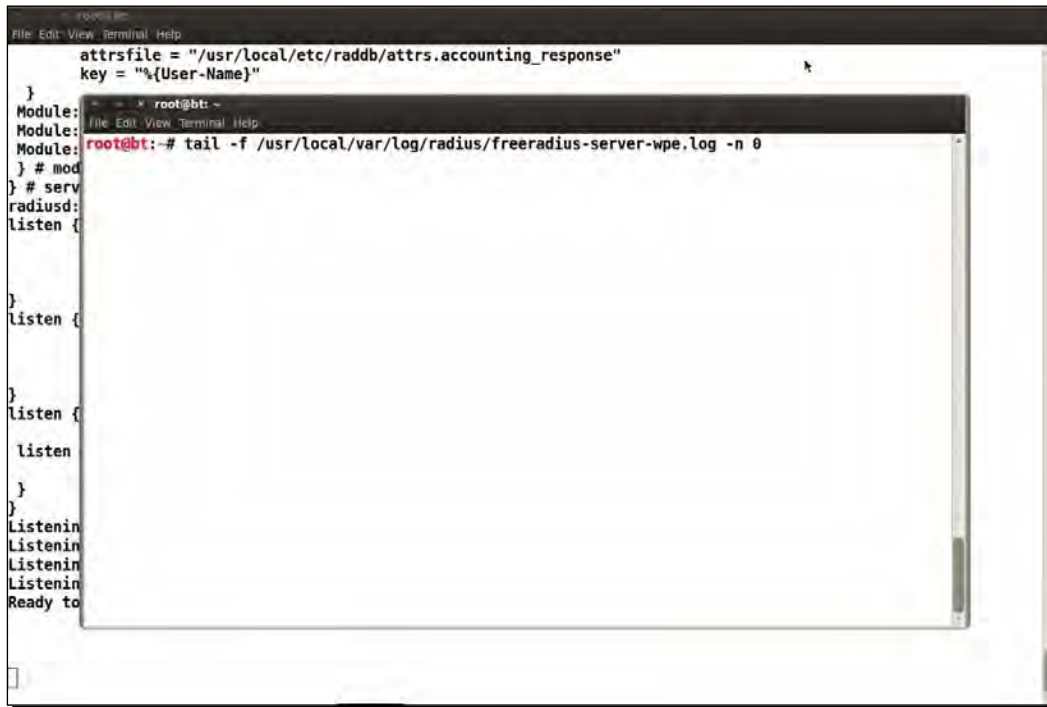 root@bt:
File Edit View Terminal Help
attrsfile = "/usr/local/etc/raddb/attrs.accounting_response"
key = "%{User-Name}"
}
Module:
Module:
Module:
} # mod
} # serv
radiusd:
listen {
}
listen {
}
listen {
listen
}
}
Listenin
Listenin
Listenin
Listenin
Ready to
root@bt: ~
File Edit View Terminal Help
root@bt:~# tail -f /usr/local/var/log/radius/freeradius-server-wpe.log -n 0